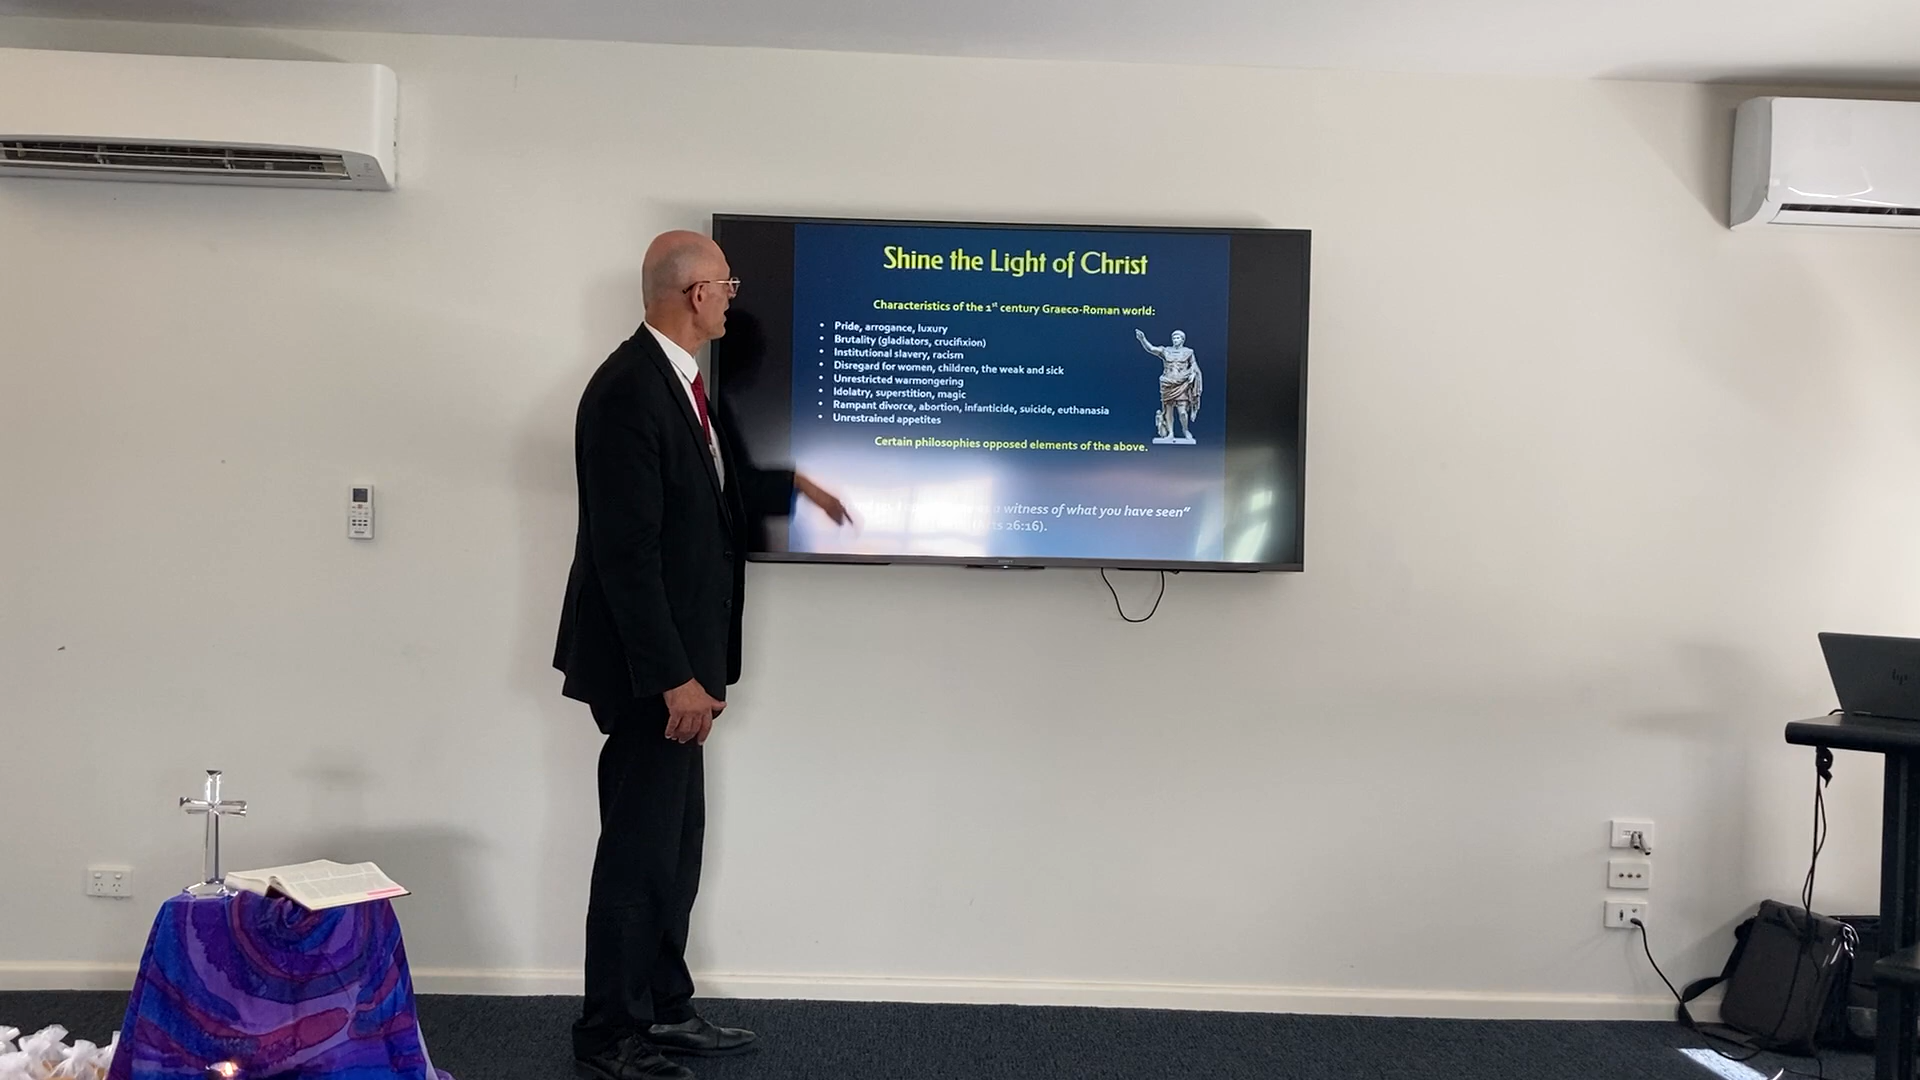 Shine the Light of Christ
Characteristics of the 1st century Graeco-Roman world:
• Pride, arrogance, luxury
• Brutality (gladiators, crucifixion)
• Institutional slavery, racism
• Disregard for women, children, the weak and sick
• Unrestricted warmongering
• Idolatry, superstition, magic
• Rampant divorce, abortion, infanticide, suicide, euthanasia
• Unrestrained appetites
Certain philosophies opposed elements of the above.
a witness of what you have seen"
26:16).
hp